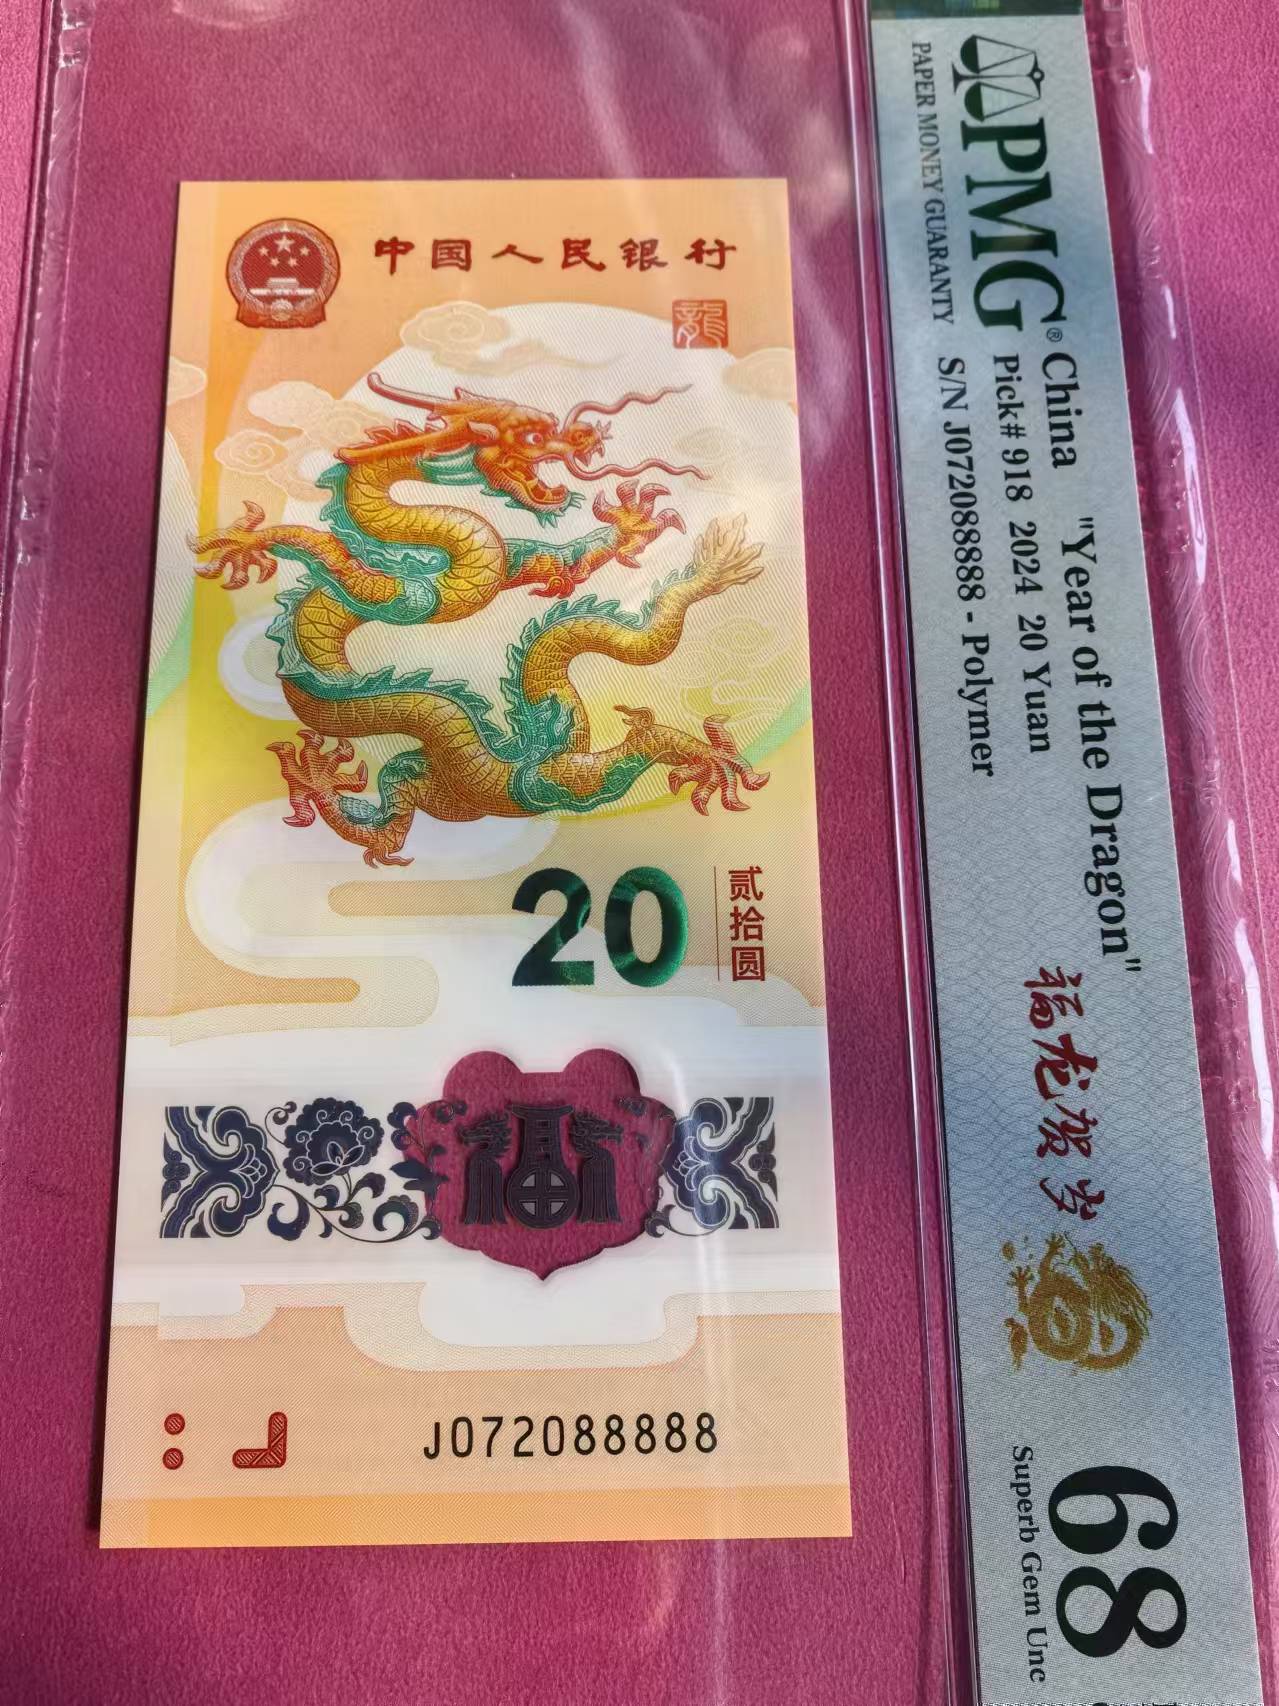 中国人民银行
龍
20
贰拾圆
J072088888
PMG®
PAPER MONEY GUARANTY
China "Year of the Dragon"
Pick# 918 2024 20 Yuan
S/N J072088888 - Polymer
福龙贺岁
68
Superb Gem Unc